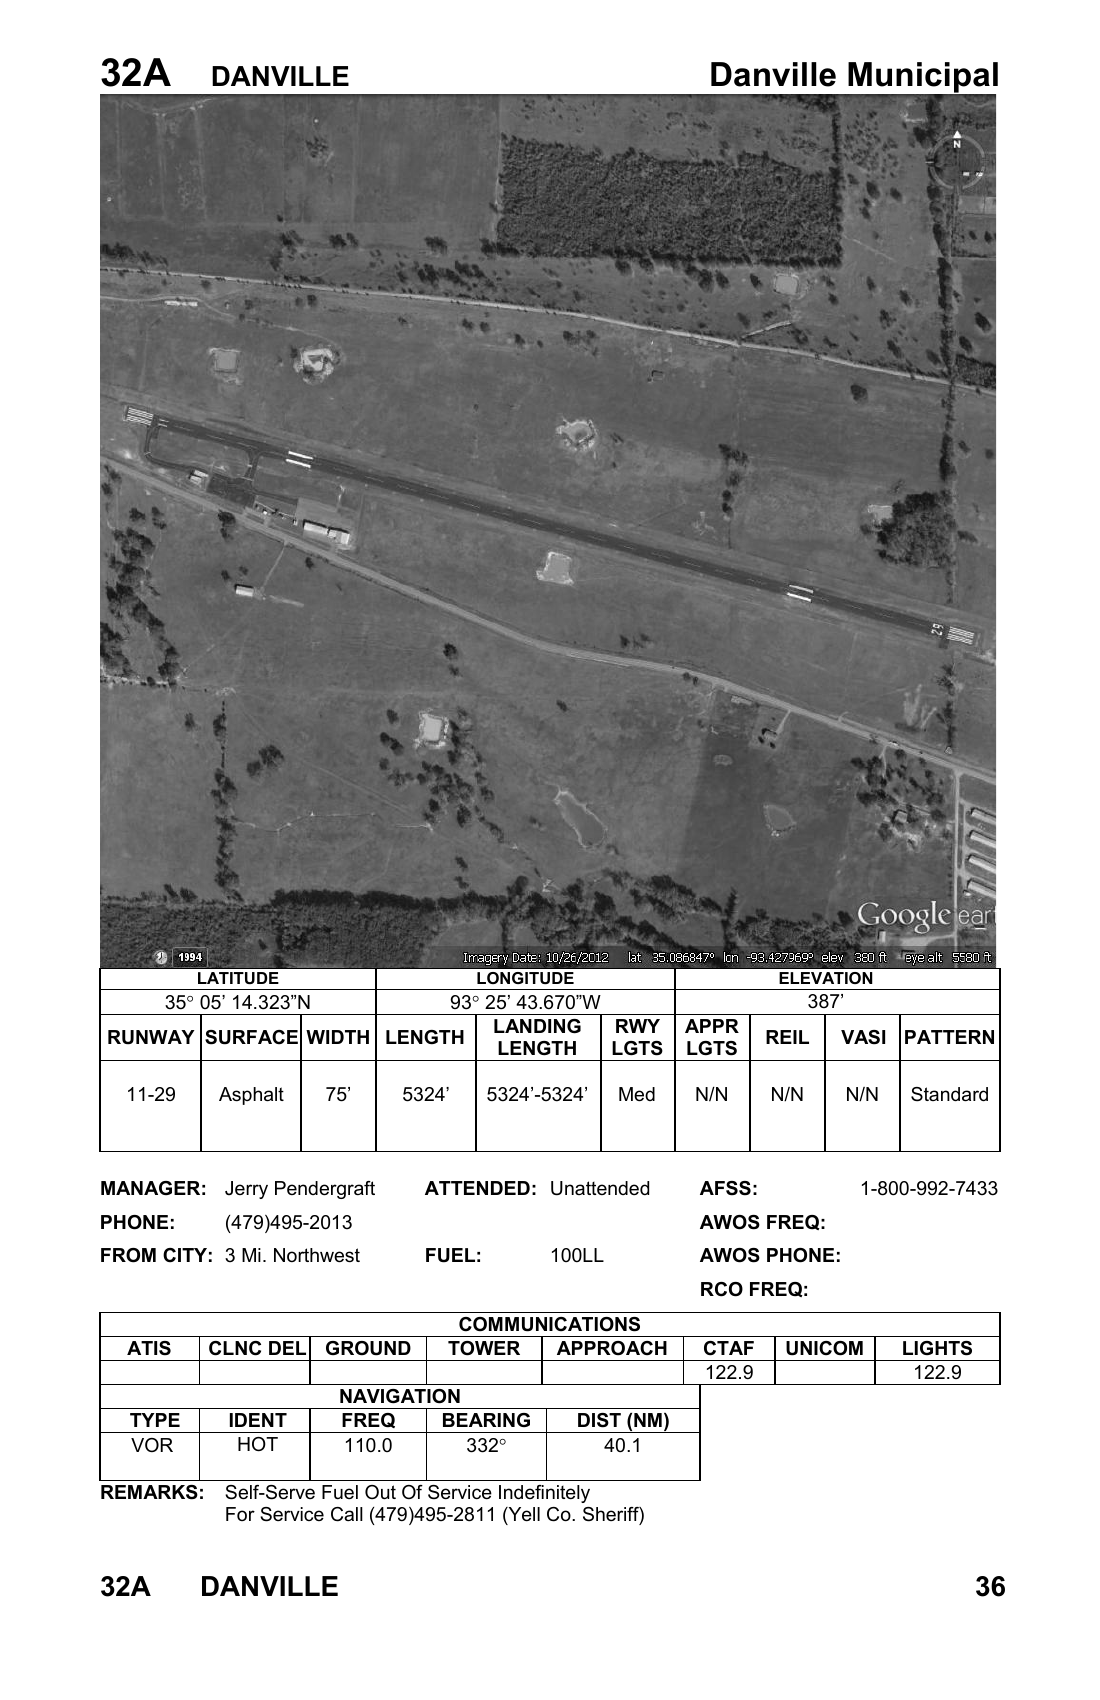 32A DANVILLE Danville Municipal
N
29
Google eart
1994 Imagery Date: 10/26/2012 lat 35.086847° lon -93.427969° elev 380 ft eye alt 5580 ft
LATITUDE LONGITUDE ELEVATION
35° 05’ 14.323”N 93° 25’ 43.670”W 387’
RUNWAY SURFACE WIDTH LENGTH LANDING LENGTH RWY LGTS APPR LGTS REIL VASI PATTERN
11-29 Asphalt 75’ 5324’ 5324’-5324’ Med N/N N/N N/N Standard
MANAGER: Jerry Pendergraft ATTENDED: Unattended AFSS: 1-800-992-7433
PHONE: (479)495-2013 AWOS FREQ:
FROM CITY: 3 Mi. Northwest FUEL: 100LL AWOS PHONE:
RCO FREQ:
COMMUNICATIONS
ATIS CLNC DEL GROUND TOWER APPROACH CTAF UNICOM LIGHTS
122.9 122.9
NAVIGATION
TYPE IDENT FREQ BEARING DIST (NM)
VOR HOT 110.0 332° 40.1
REMARKS: Self-Serve Fuel Out Of Service Indefinitely
For Service Call (479)495-2811 (Yell Co. Sheriff)
32A DANVILLE 36